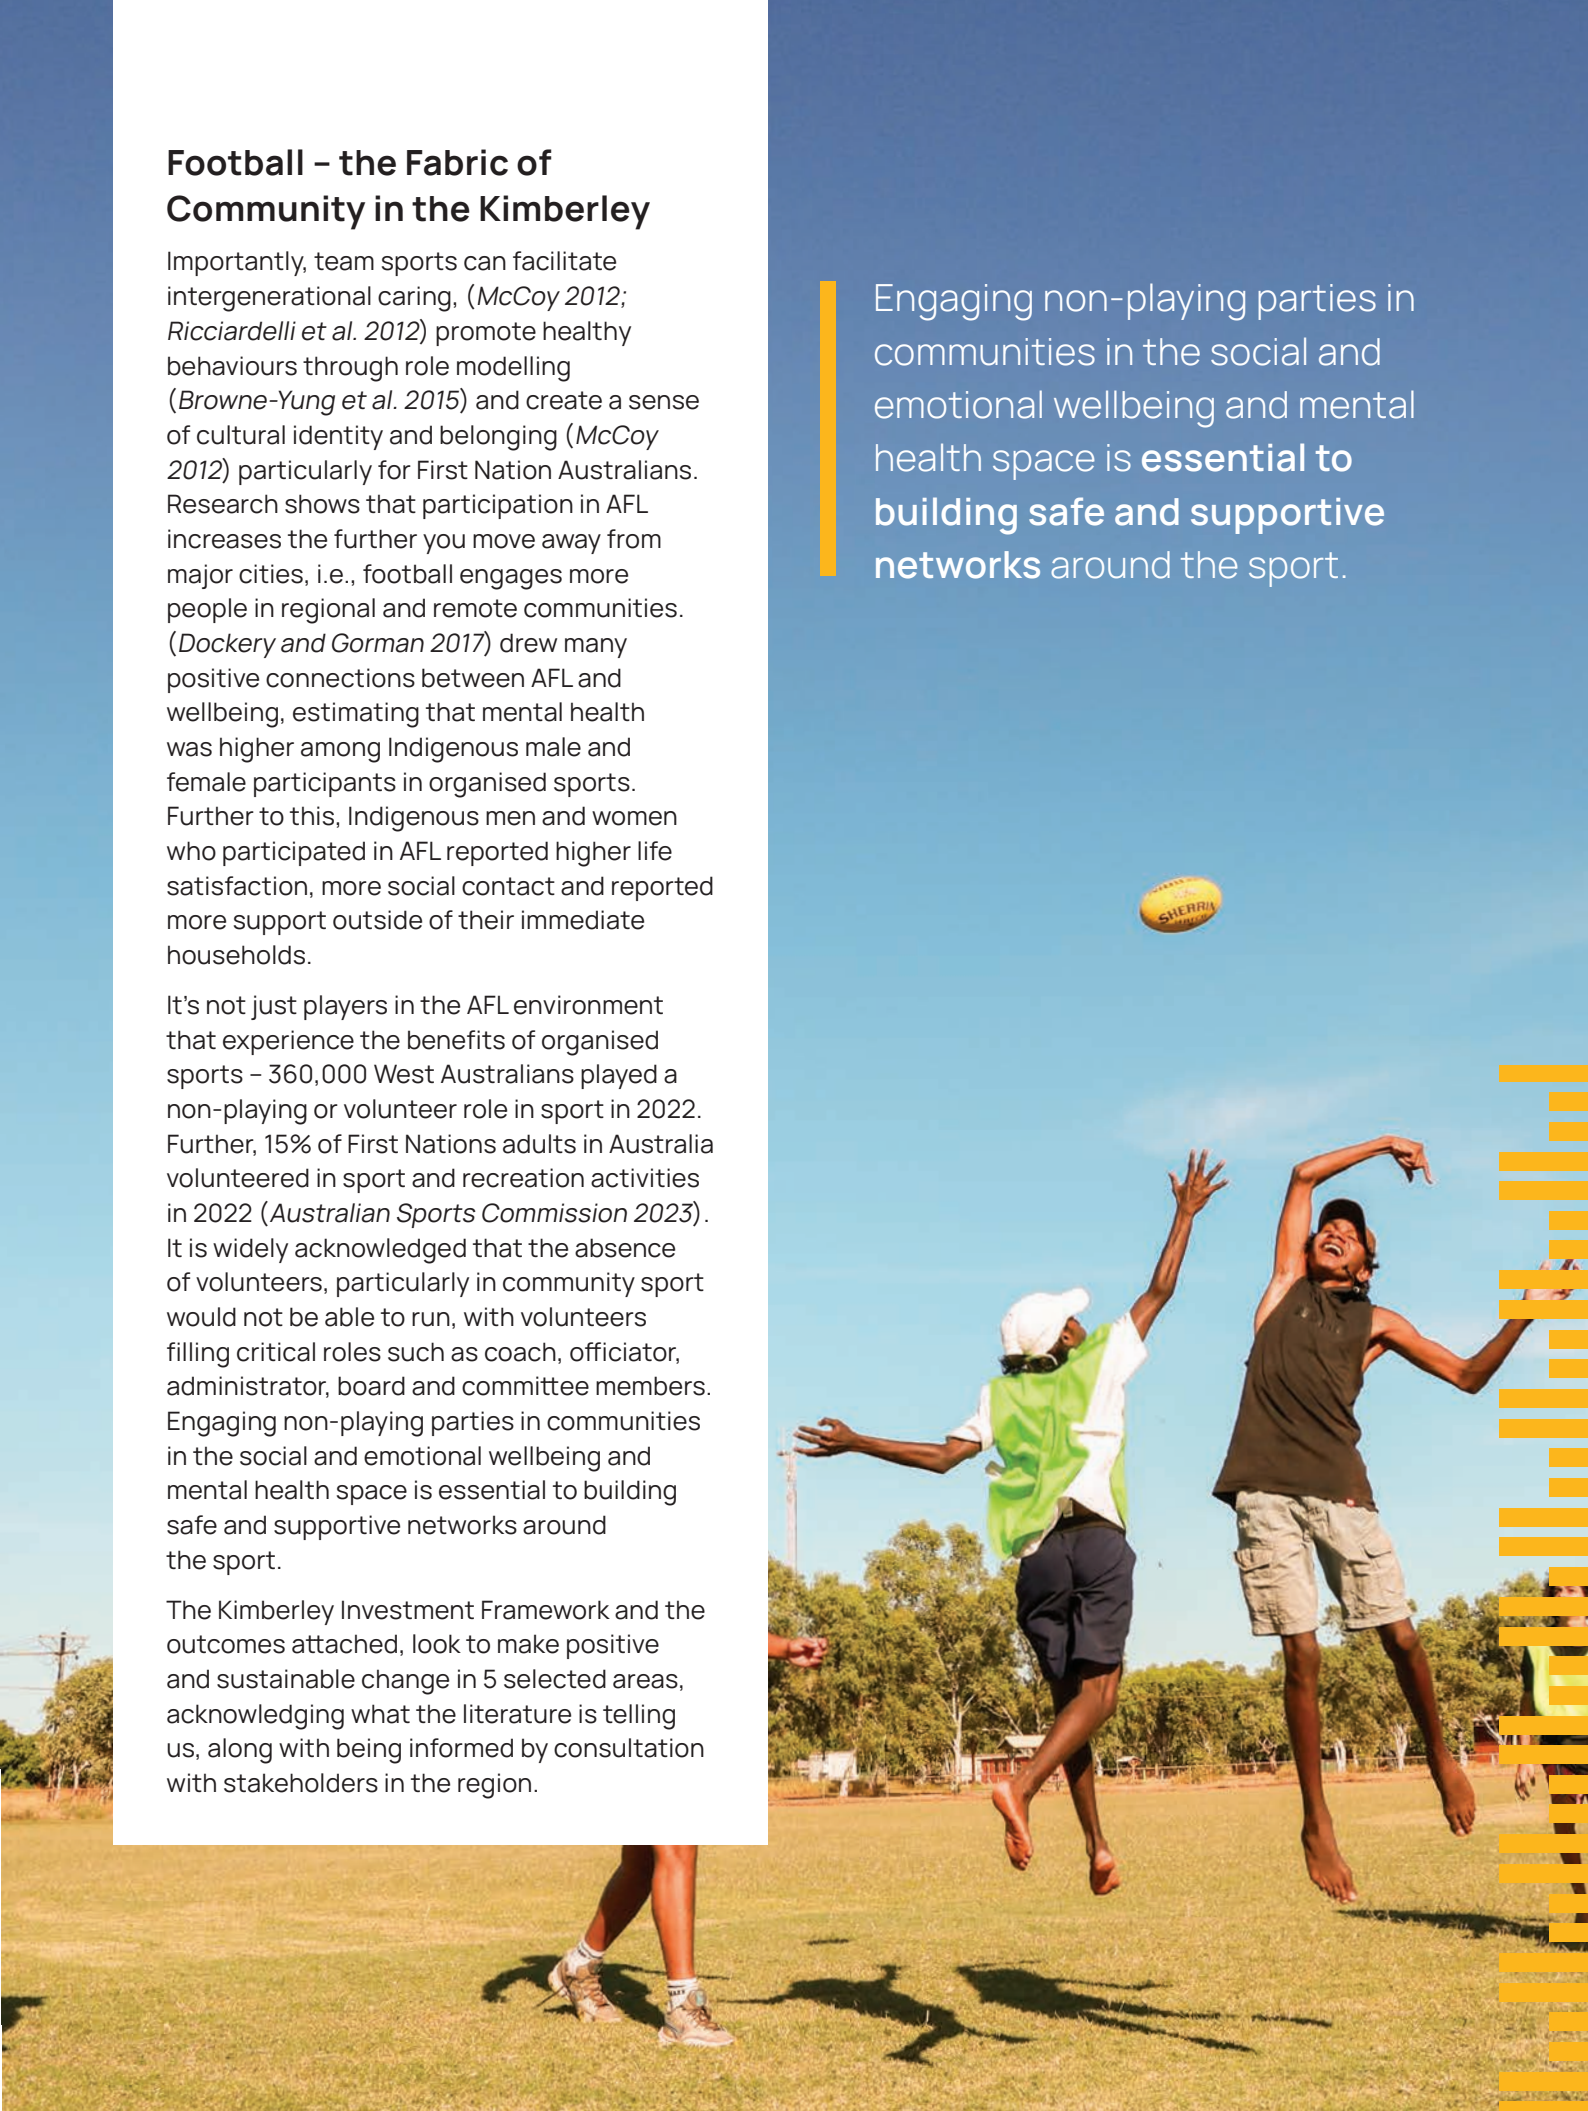 Football – the Fabric of
Community in the Kimberley
Importantly, team sports can facilitate
intergenerational caring, (McCoy 2012;
Ricciardelli et al. 2012) promote healthy
behaviours through role modelling
(Browne-Yung et al. 2015) and create a sense
of cultural identity and belonging (McCoy
2012) particularly for First Nation Australians.
Research shows that participation in AFL
increases the further you move away from
major cities, i.e., football engages more
people in regional and remote communities.
(Dockery and Gorman 2017) drew many
positive connections between AFL and
wellbeing, estimating that mental health
was higher among Indigenous male and
female participants in organised sports.
Further to this, Indigenous men and women
who participated in AFL reported higher life
satisfaction, more social contact and reported
more support outside of their immediate
households.
It's not just players in the AFL environment
that experience the benefits of organised
sports – 360,000 West Australians played a
non-playing or volunteer role in sport in 2022.
Further, 15% of First Nations adults in Australia
volunteered in sport and recreation activities
in 2022 (Australian Sports Commission 2023).
It is widely acknowledged that the absence
of volunteers, particularly in community sport
would not be able to run, with volunteers
filling critical roles such as coach, officiator,
administrator, board and committee members.
Engaging non-playing parties in communities
in the social and emotional wellbeing and
mental health space is essential to building
safe and supportive networks around
the sport.
The Kimberley Investment Framework and the
outcomes attached, look to make positive
and sustainable change in 5 selected areas,
acknowledging what the literature is telling
us, along with being informed by consultation
with stakeholders in the region.
Engaging non-playing parties in
communities in the social and
emotional wellbeing and mental
health space is essential to
building safe and supportive
networks around the sport.
SHERRIN